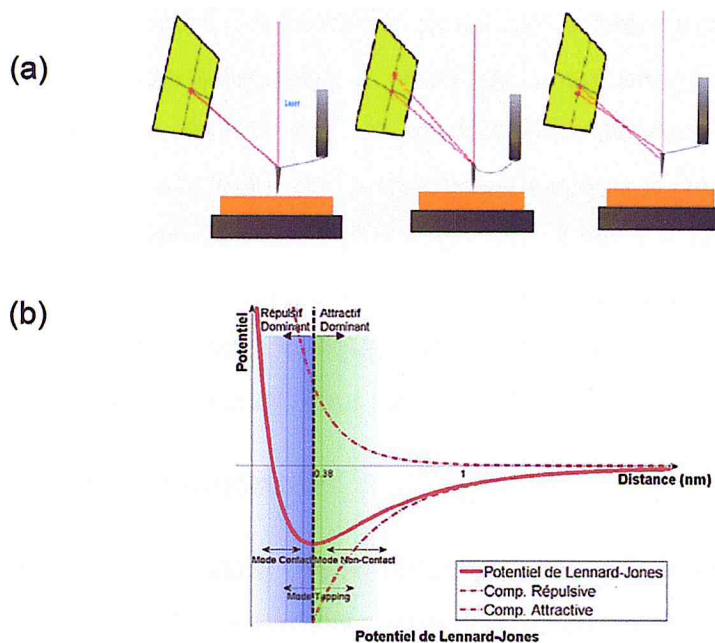 (a)
Laser
(b)
Répulsif Attractif
Dominant Dominant
Potentiel
0.38
1
Distance (nm)
Mode Contact Mode Non-Contact
Mode Tapping
Potentiel de Lennard-Jones
Comp. Répulsive
Comp. Attractive
Potentiel de Lennard-Jones